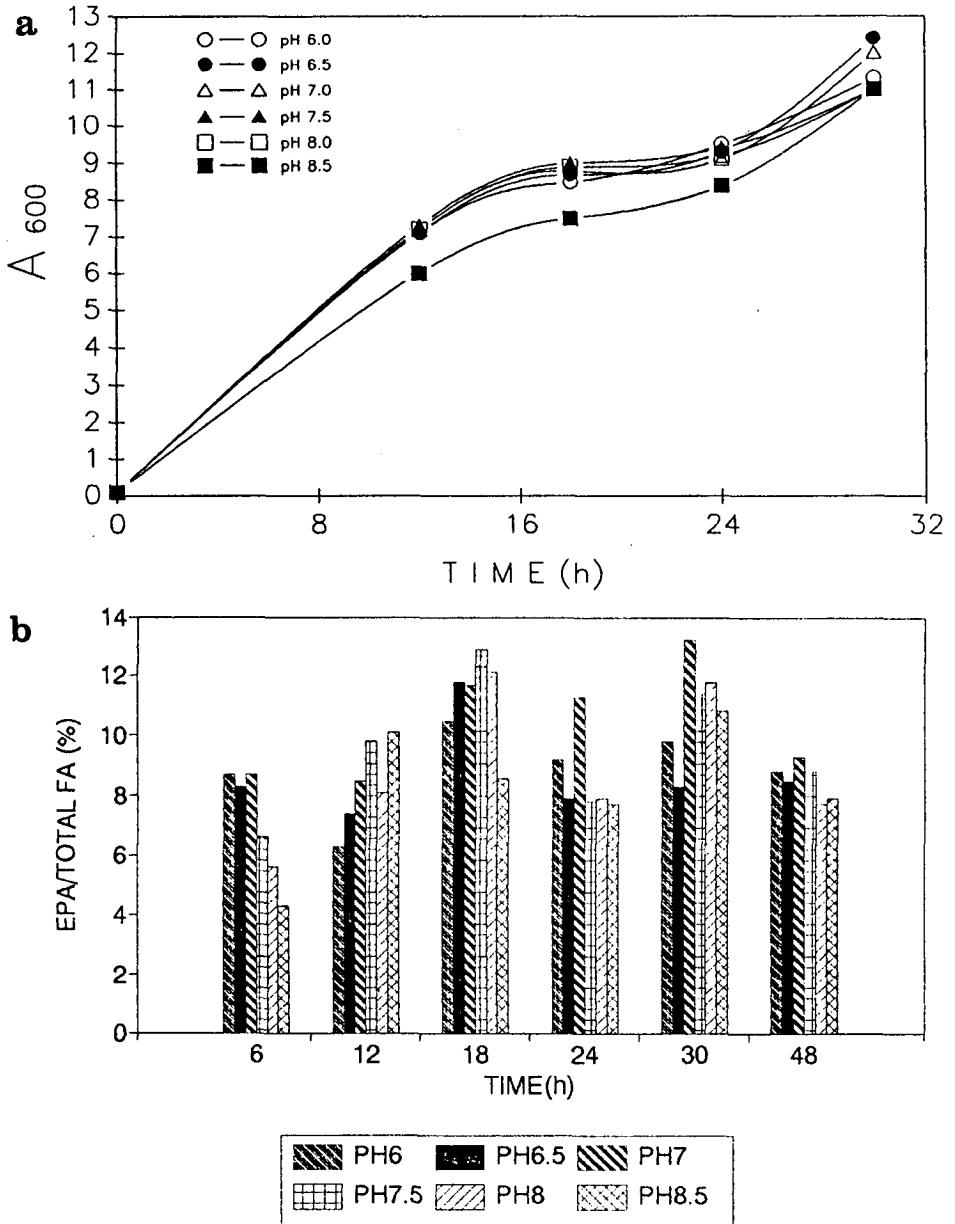 a
13
12
11
10
9
8
7
6
5
4
3
2
1
0
A 600
pH 6.0
pH 6.5
pH 7.0
pH 7.5
pH 8.0
pH 8.5
0 8 16 24 32
TIME (h)
b
14
12
10
8
6
4
2
0
EPA/TOTAL FA (%)
6 12 18 24 30 48
TIME(h)
PH6 PH6.5 PH7
PH7.5 PH8 PH8.5